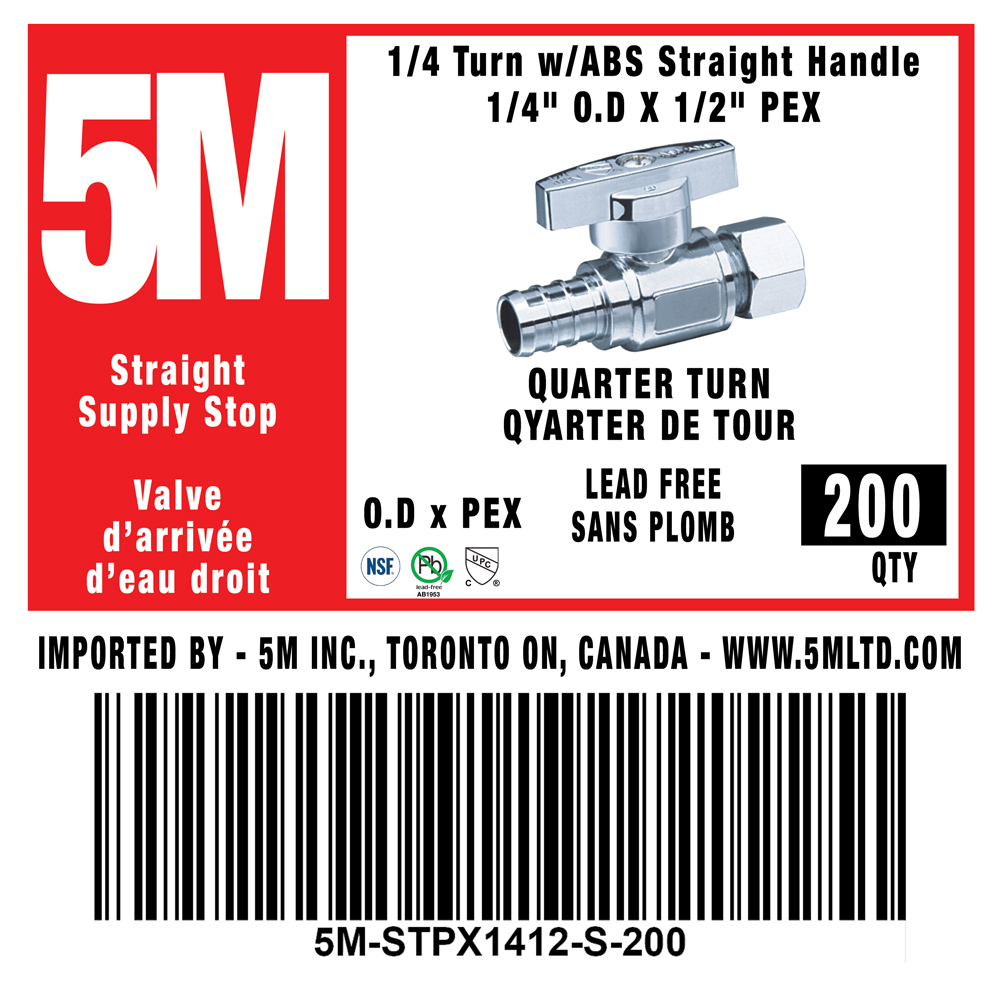 5M
Straight
Supply Stop
Valve
d’arrivée
d’eau droit
1/4 Turn w/ABS Straight Handle
1/4" O.D X 1/2" PEX
QUARTER TURN
QYARTER DE TOUR
LEAD FREE
SANS PLOMB
O.D x PEX
200
QTY
NSF
Pb
lead-free
AB1953
UPC
C ®
IMPORTED BY - 5M INC., TORONTO ON, CANADA - WWW.5MLTD.COM
5M-STPX1412-S-200